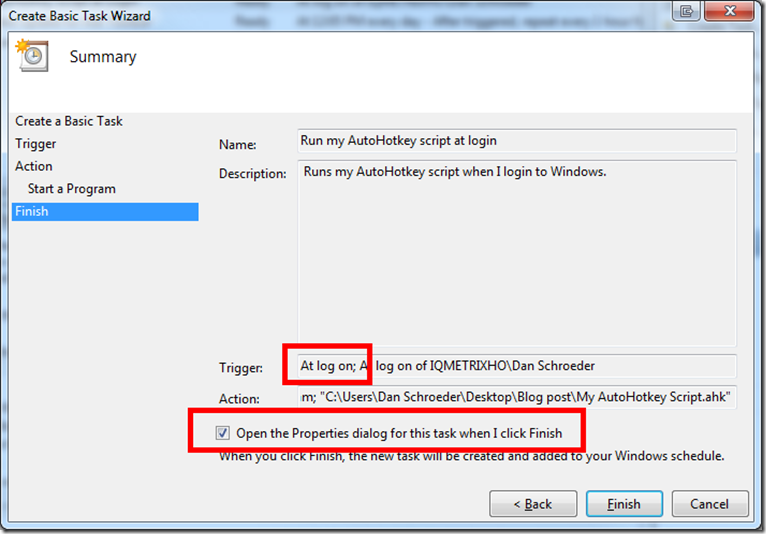 Create Basic Task Wizard
Summary
Create a Basic Task
Trigger
Action
Start a Program
Finish
Name: Run my AutoHotkey script at login
Description: Runs my AutoHotkey script when I login to Windows.
Trigger: At log on; At log on of IQMETRIXHO\Dan Schroeder
Action: m; "C:\Users\Dan Schroeder\Desktop\Blog post\My AutoHotkey Script.ahk"
Open the Properties dialog for this task when I click Finish
When you click Finish, the new task will be created and added to your Windows schedule.
< Back Finish Cancel